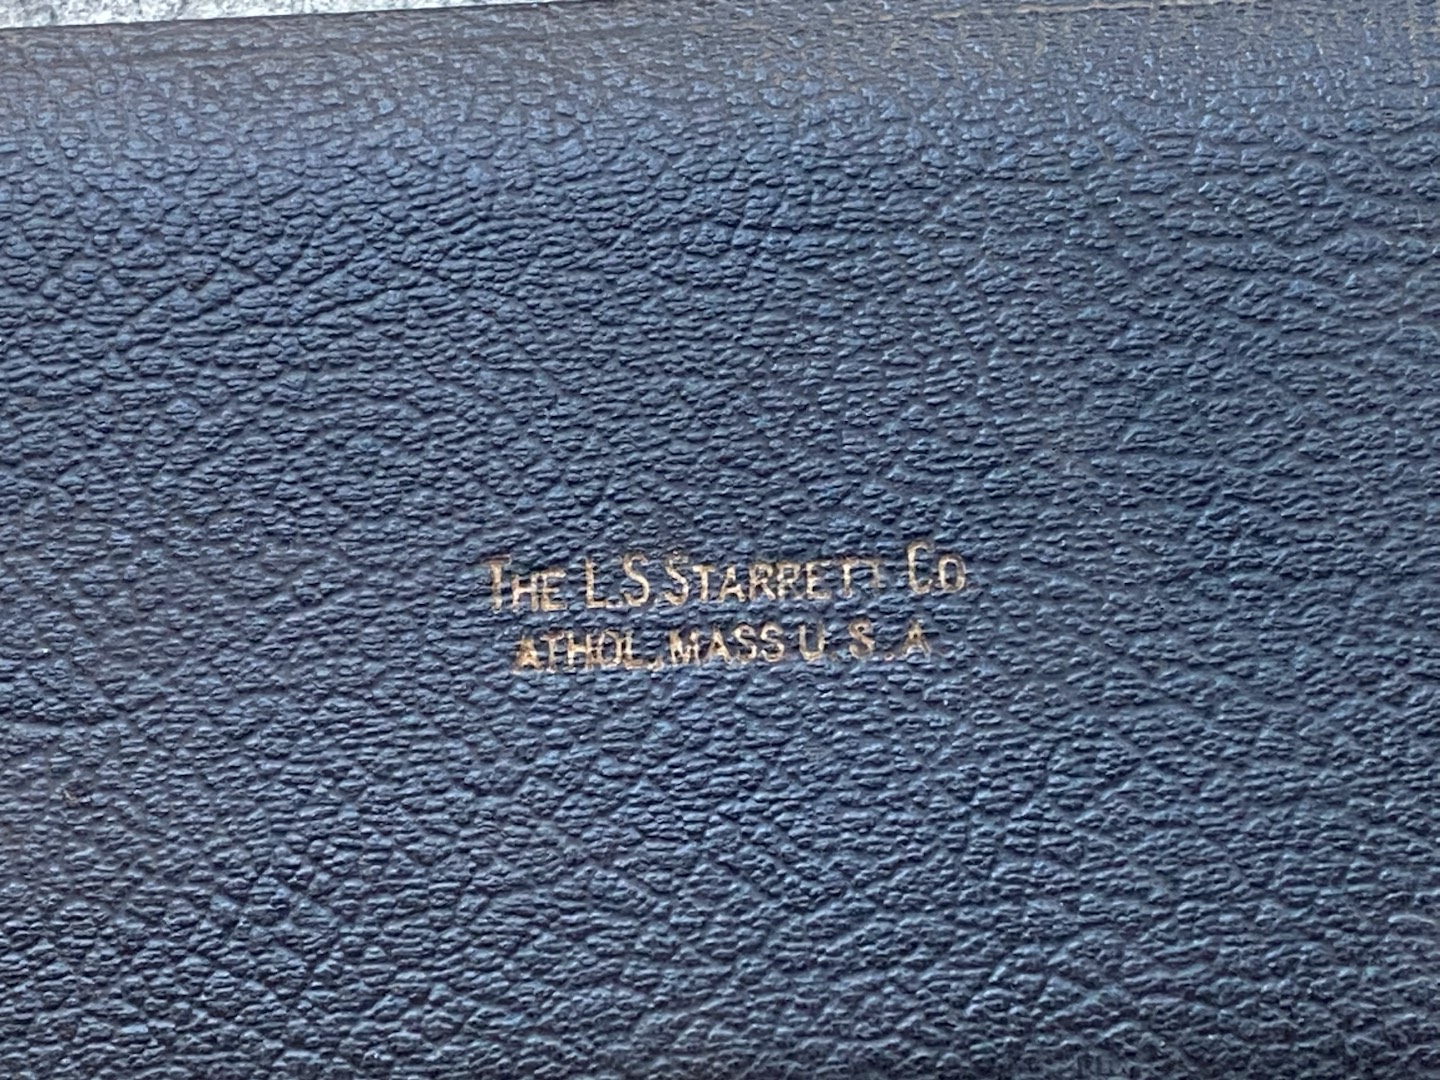 THE L.S. STARRETT CO
ATHOL, MASS U.S.A